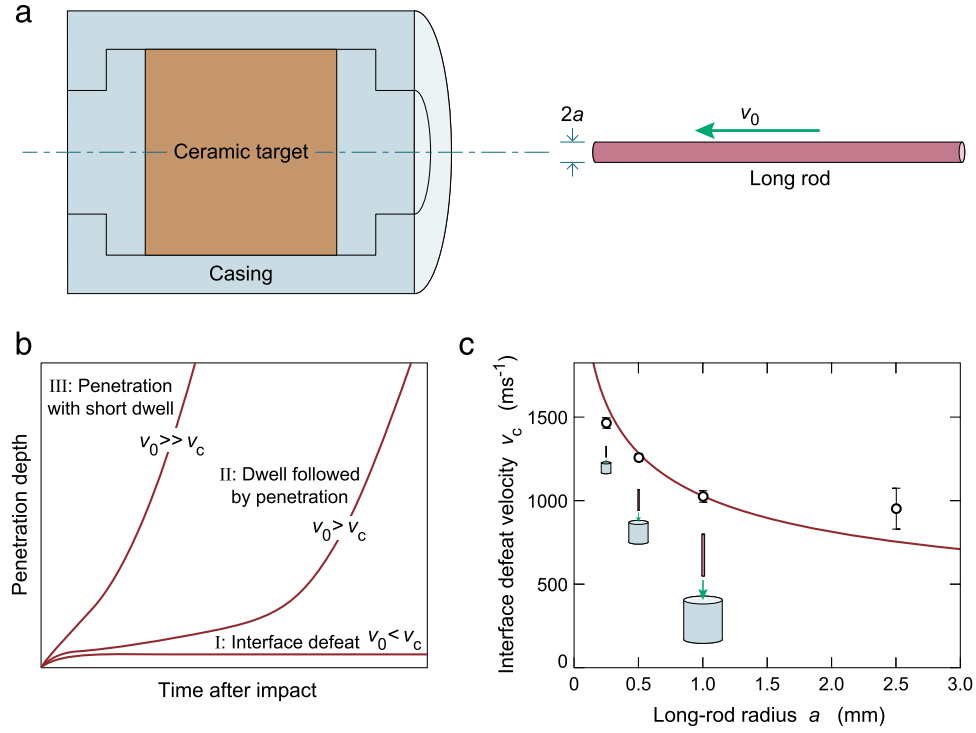 a
Ceramic target
Casing
2a
v0
Long rod
b
III: Penetration
with short dwell
v0>> vc
II: Dwell followed
by penetration
v0> vc
I: Interface defeat
v0< vc
Penetration depth
Time after impact
c
Interface defeat velocity vc (ms-1)
1500
1000
500
0
0
0.5
1.0
1.5
2.0
2.5
3.0
Long-rod radius a (mm)